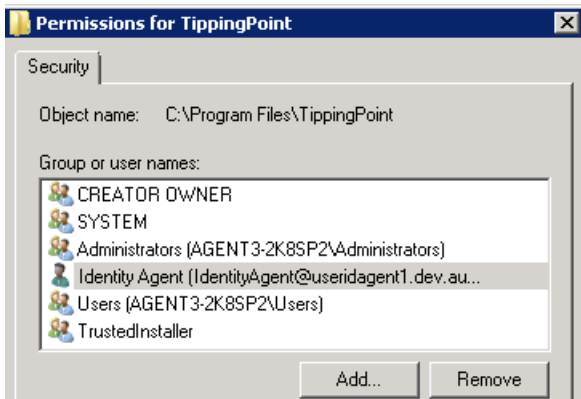 Permissions for TippingPoint
Security
Object name: C:\Program Files\TippingPoint
Group or user names:
CREATOR OWNER
SYSTEM
Administrators (AGENT3-2K8SP2\Administrators)
Identity Agent (IdentityAgent@useridagent1.dev.au...
Users (AGENT3-2K8SP2\Users)
TrustedInstaller
Add... Remove